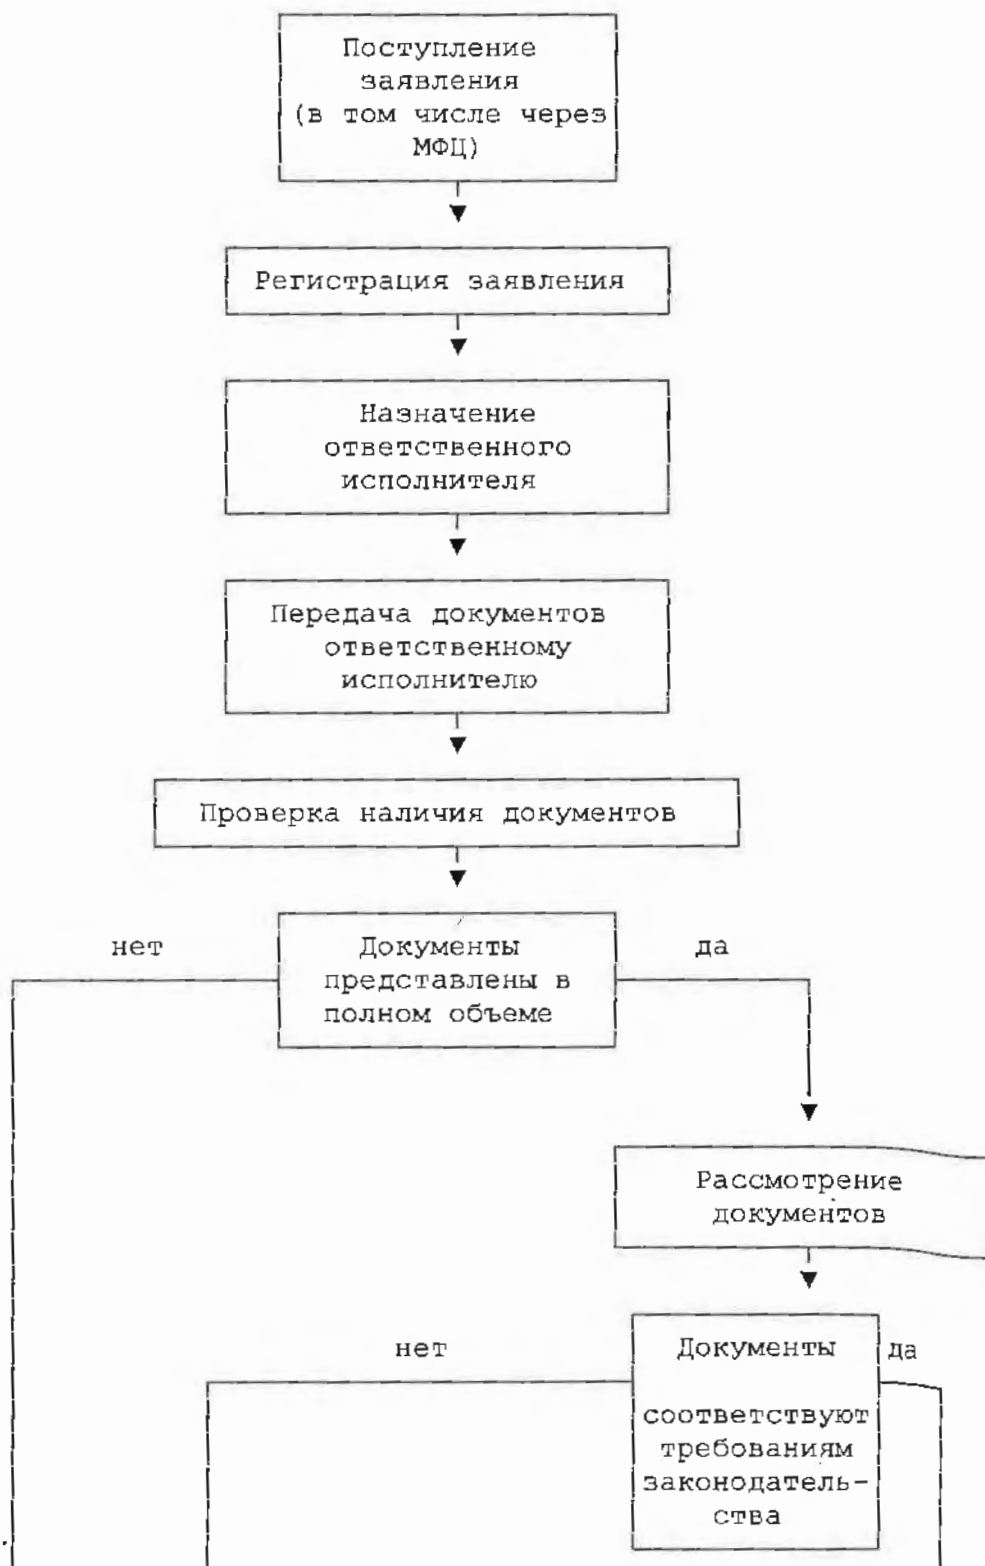 Поступление
заявления
(в том числе через
МФЦ)
Регистрация заявления
Назначение
ответственного
исполнителя
Передача документов
ответственному
исполнителю
Проверка наличия документов
нет
Документы
представлены в
полном объеме
да
Рассмотрение
документов
нет
Документы
да
соответствуют
требованиям
законодатель-
ства